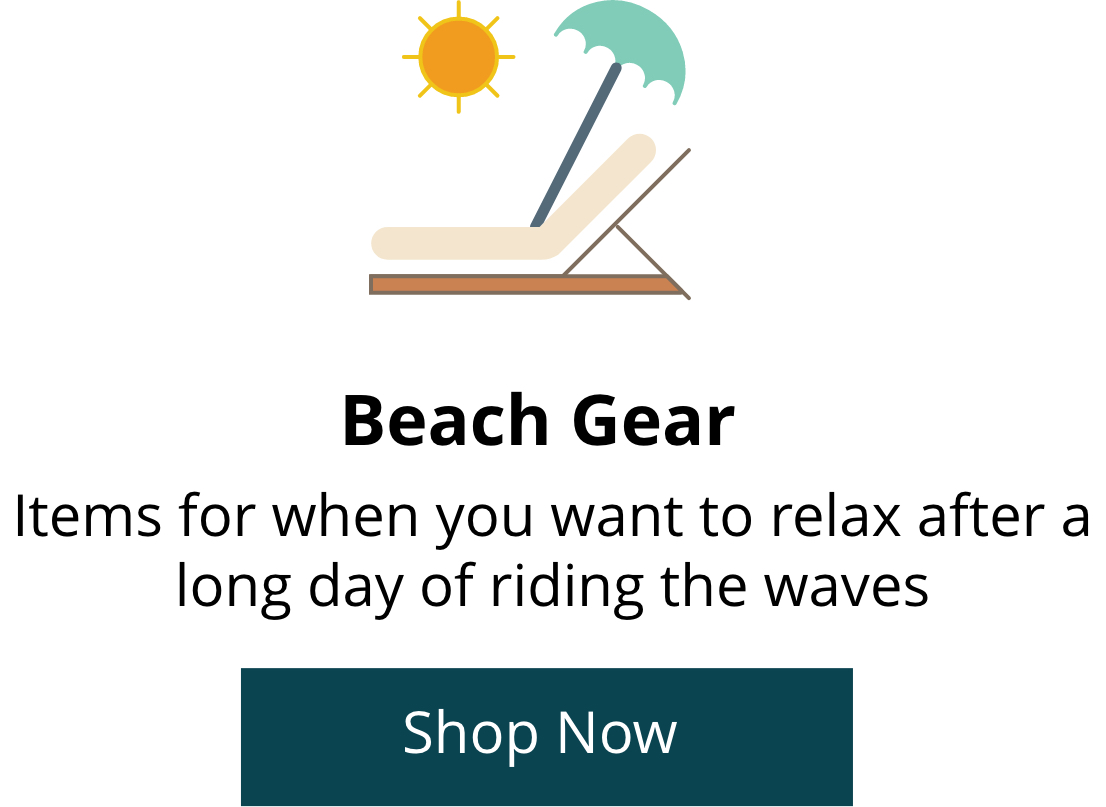 Beach Gear
Items for when you want to relax after a
long day of riding the waves
Shop Now